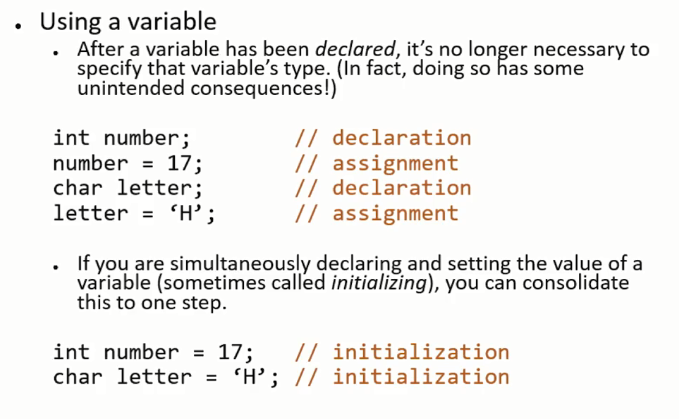 • Using a variable
• After a variable has been declared, it’s no longer necessary to
specify that variable’s type. (In fact, doing so has some
unintended consequences!)
int number; // declaration
number = 17; // assignment
char letter; // declaration
letter = ‘H’; // assignment
• If you are simultaneously declaring and setting the value of a
variable (sometimes called initializing), you can consolidate
this to one step.
int number = 17; // initialization
char letter = ‘H’; // initialization